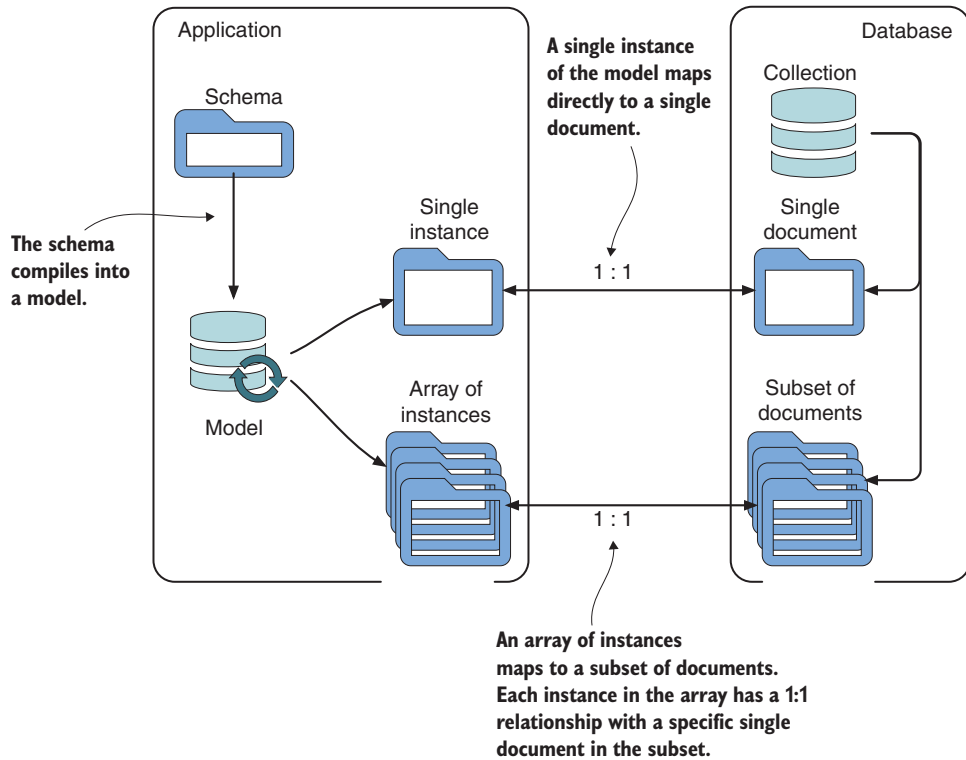 Application
Schema
The schema
compiles into
a model.
Model
Single
instance
Array of
instances
A single instance
of the model maps
directly to a single
document.
1 : 1
1 : 1
An array of instances
maps to a subset of documents.
Each instance in the array has a 1:1
relationship with a specific single
document in the subset.
Database
Collection
Single
document
Subset of
documents